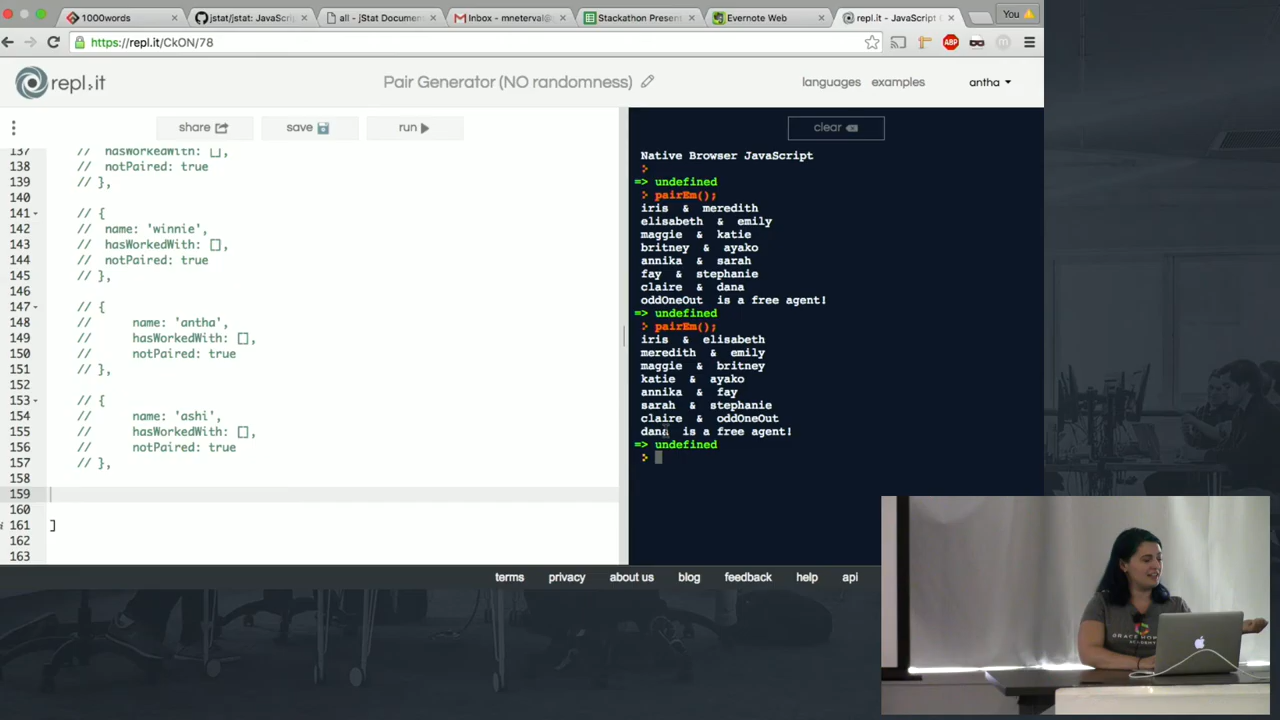 1000words
jstat/jstat: JavaScri
all - jStat Documen
Inbox - mneterval@
Stackathon Present
Evernote Web
repl.it - JavaScript
You
https://repl.it/CkON/78
ABP
repl.it
Pair Generator (NO randomness)
languages
examples
antha
share
save
run
clear
137 // hasWorkedWith: [],
138 // notPaired: true
139 // },
140
141 // {
142 // name: 'winnie',
143 // hasWorkedWith: [],
144 // notPaired: true
145 // },
146
147 // {
148 // name: 'antha',
149 // hasWorkedWith: [],
150 // notPaired: true
151 // },
152
153 // {
154 // name: 'ashi',
155 // hasWorkedWith: [],
156 // notPaired: true
157 // },
158
159
160
161 ]
162
163
Native Browser JavaScript
>
=> undefined
> pairEm();
iris & meredith
elisabeth & emily
maggie & katie
britney & ayako
annika & sarah
fay & stephanie
claire & dana
oddOneOut is a free agent!
=> undefined
> pairEm();
iris & elisabeth
meredith & emily
maggie & britney
katie & ayako
annika & fay
sarah & stephanie
claire & oddOneOut
dana is a free agent!
=> undefined
>
terms
privacy
about us
blog
feedback
help
api